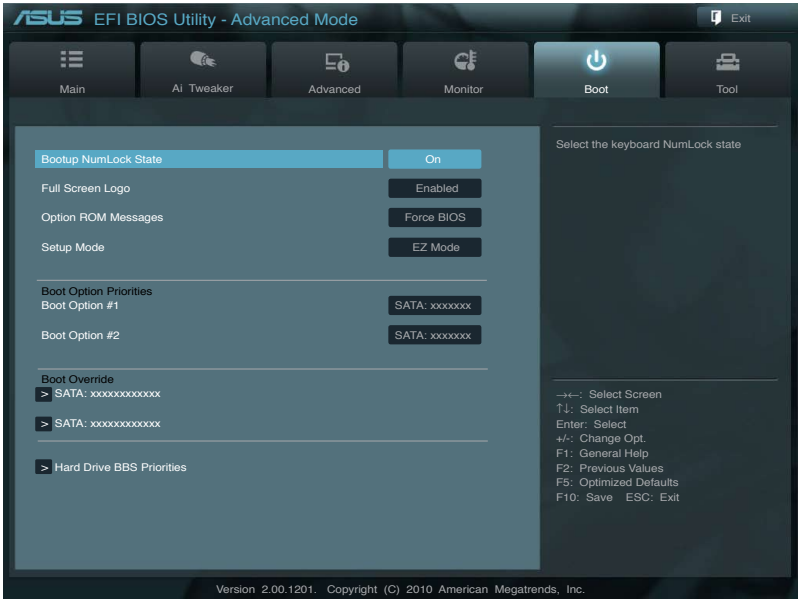 ASUS EFI BIOS Utility - Advanced Mode
Exit
Main
Ai Tweaker
Advanced
Monitor
Boot
Tool
Bootup NumLock State On
Full Screen Logo Enabled
Option ROM Messages Force BIOS
Setup Mode EZ Mode
Boot Option Priorities
Boot Option #1 SATA: xxxxxxx
Boot Option #2 SATA: xxxxxxx
Boot Override
> SATA: xxxxxxxxxxxx
> SATA: xxxxxxxxxxxx
> Hard Drive BBS Priorities
Select the keyboard NumLock state
→←: Select Screen
↑↓: Select Item
Enter: Select
+/-: Change Opt.
F1: General Help
F2: Previous Values
F5: Optimized Defaults
F10: Save ESC: Exit
Version 2.00.1201. Copyright (C) 2010 American Megatrends, Inc.